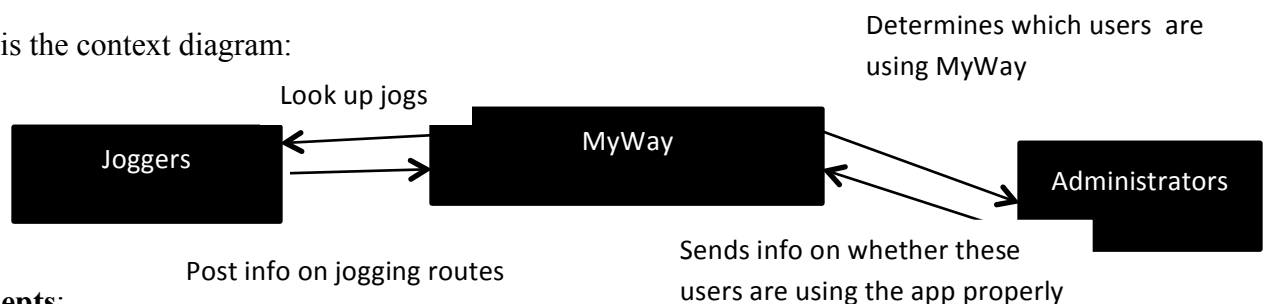 is the context diagram:
Determines which users are
using MyWay
Look up jogs
Joggers
MyWay
Administrators
Post info on jogging routes
Sends info on whether these
users are using the app properly
epts: